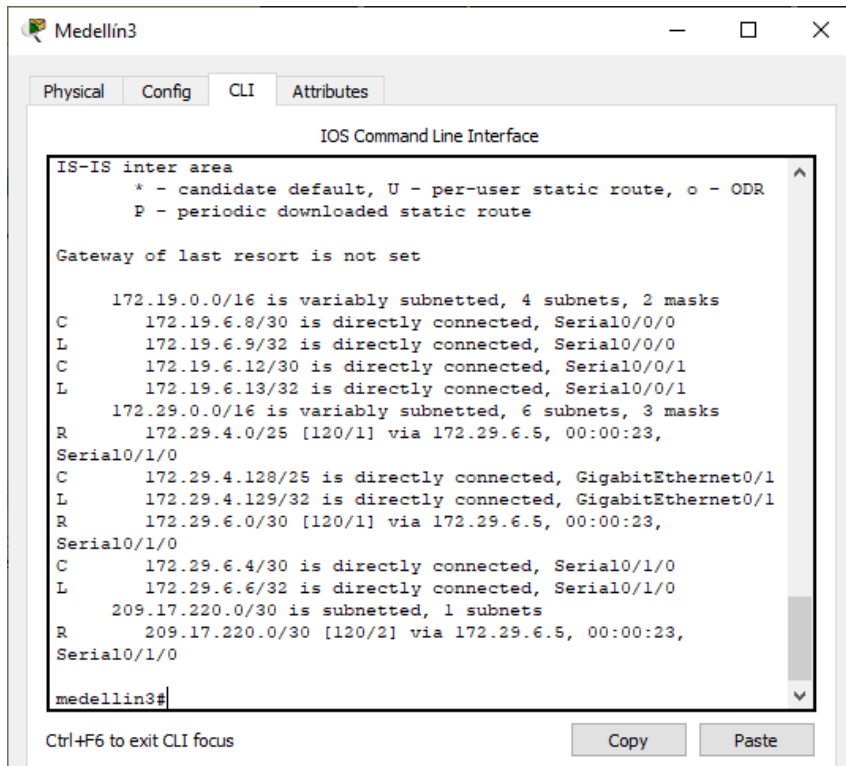 Medellín3
Physical Config CLI Attributes
IOS Command Line Interface
IS-IS inter area
* - candidate default, U - per-user static route, o - ODR
P - periodic downloaded static route
Gateway of last resort is not set
172.19.0.0/16 is variably subnetted, 4 subnets, 2 masks
C 172.19.6.8/30 is directly connected, Serial0/0/0
L 172.19.6.9/32 is directly connected, Serial0/0/0
C 172.19.6.12/30 is directly connected, Serial0/0/1
L 172.19.6.13/32 is directly connected, Serial0/0/1
172.29.0.0/16 is variably subnetted, 6 subnets, 3 masks
R 172.29.4.0/25 [120/1] via 172.29.6.5, 00:00:23,
Serial0/1/0
C 172.29.4.128/25 is directly connected, GigabitEthernet0/1
L 172.29.4.129/32 is directly connected, GigabitEthernet0/1
R 172.29.6.0/30 [120/1] via 172.29.6.5, 00:00:23,
Serial0/1/0
C 172.29.6.4/30 is directly connected, Serial0/1/0
L 172.29.6.6/32 is directly connected, Serial0/1/0
209.17.220.0/30 is subnetted, 1 subnets
R 209.17.220.0/30 [120/2] via 172.29.6.5, 00:00:23,
Serial0/1/0
medellin3#
Ctrl+F6 to exit CLI focus
Copy Paste